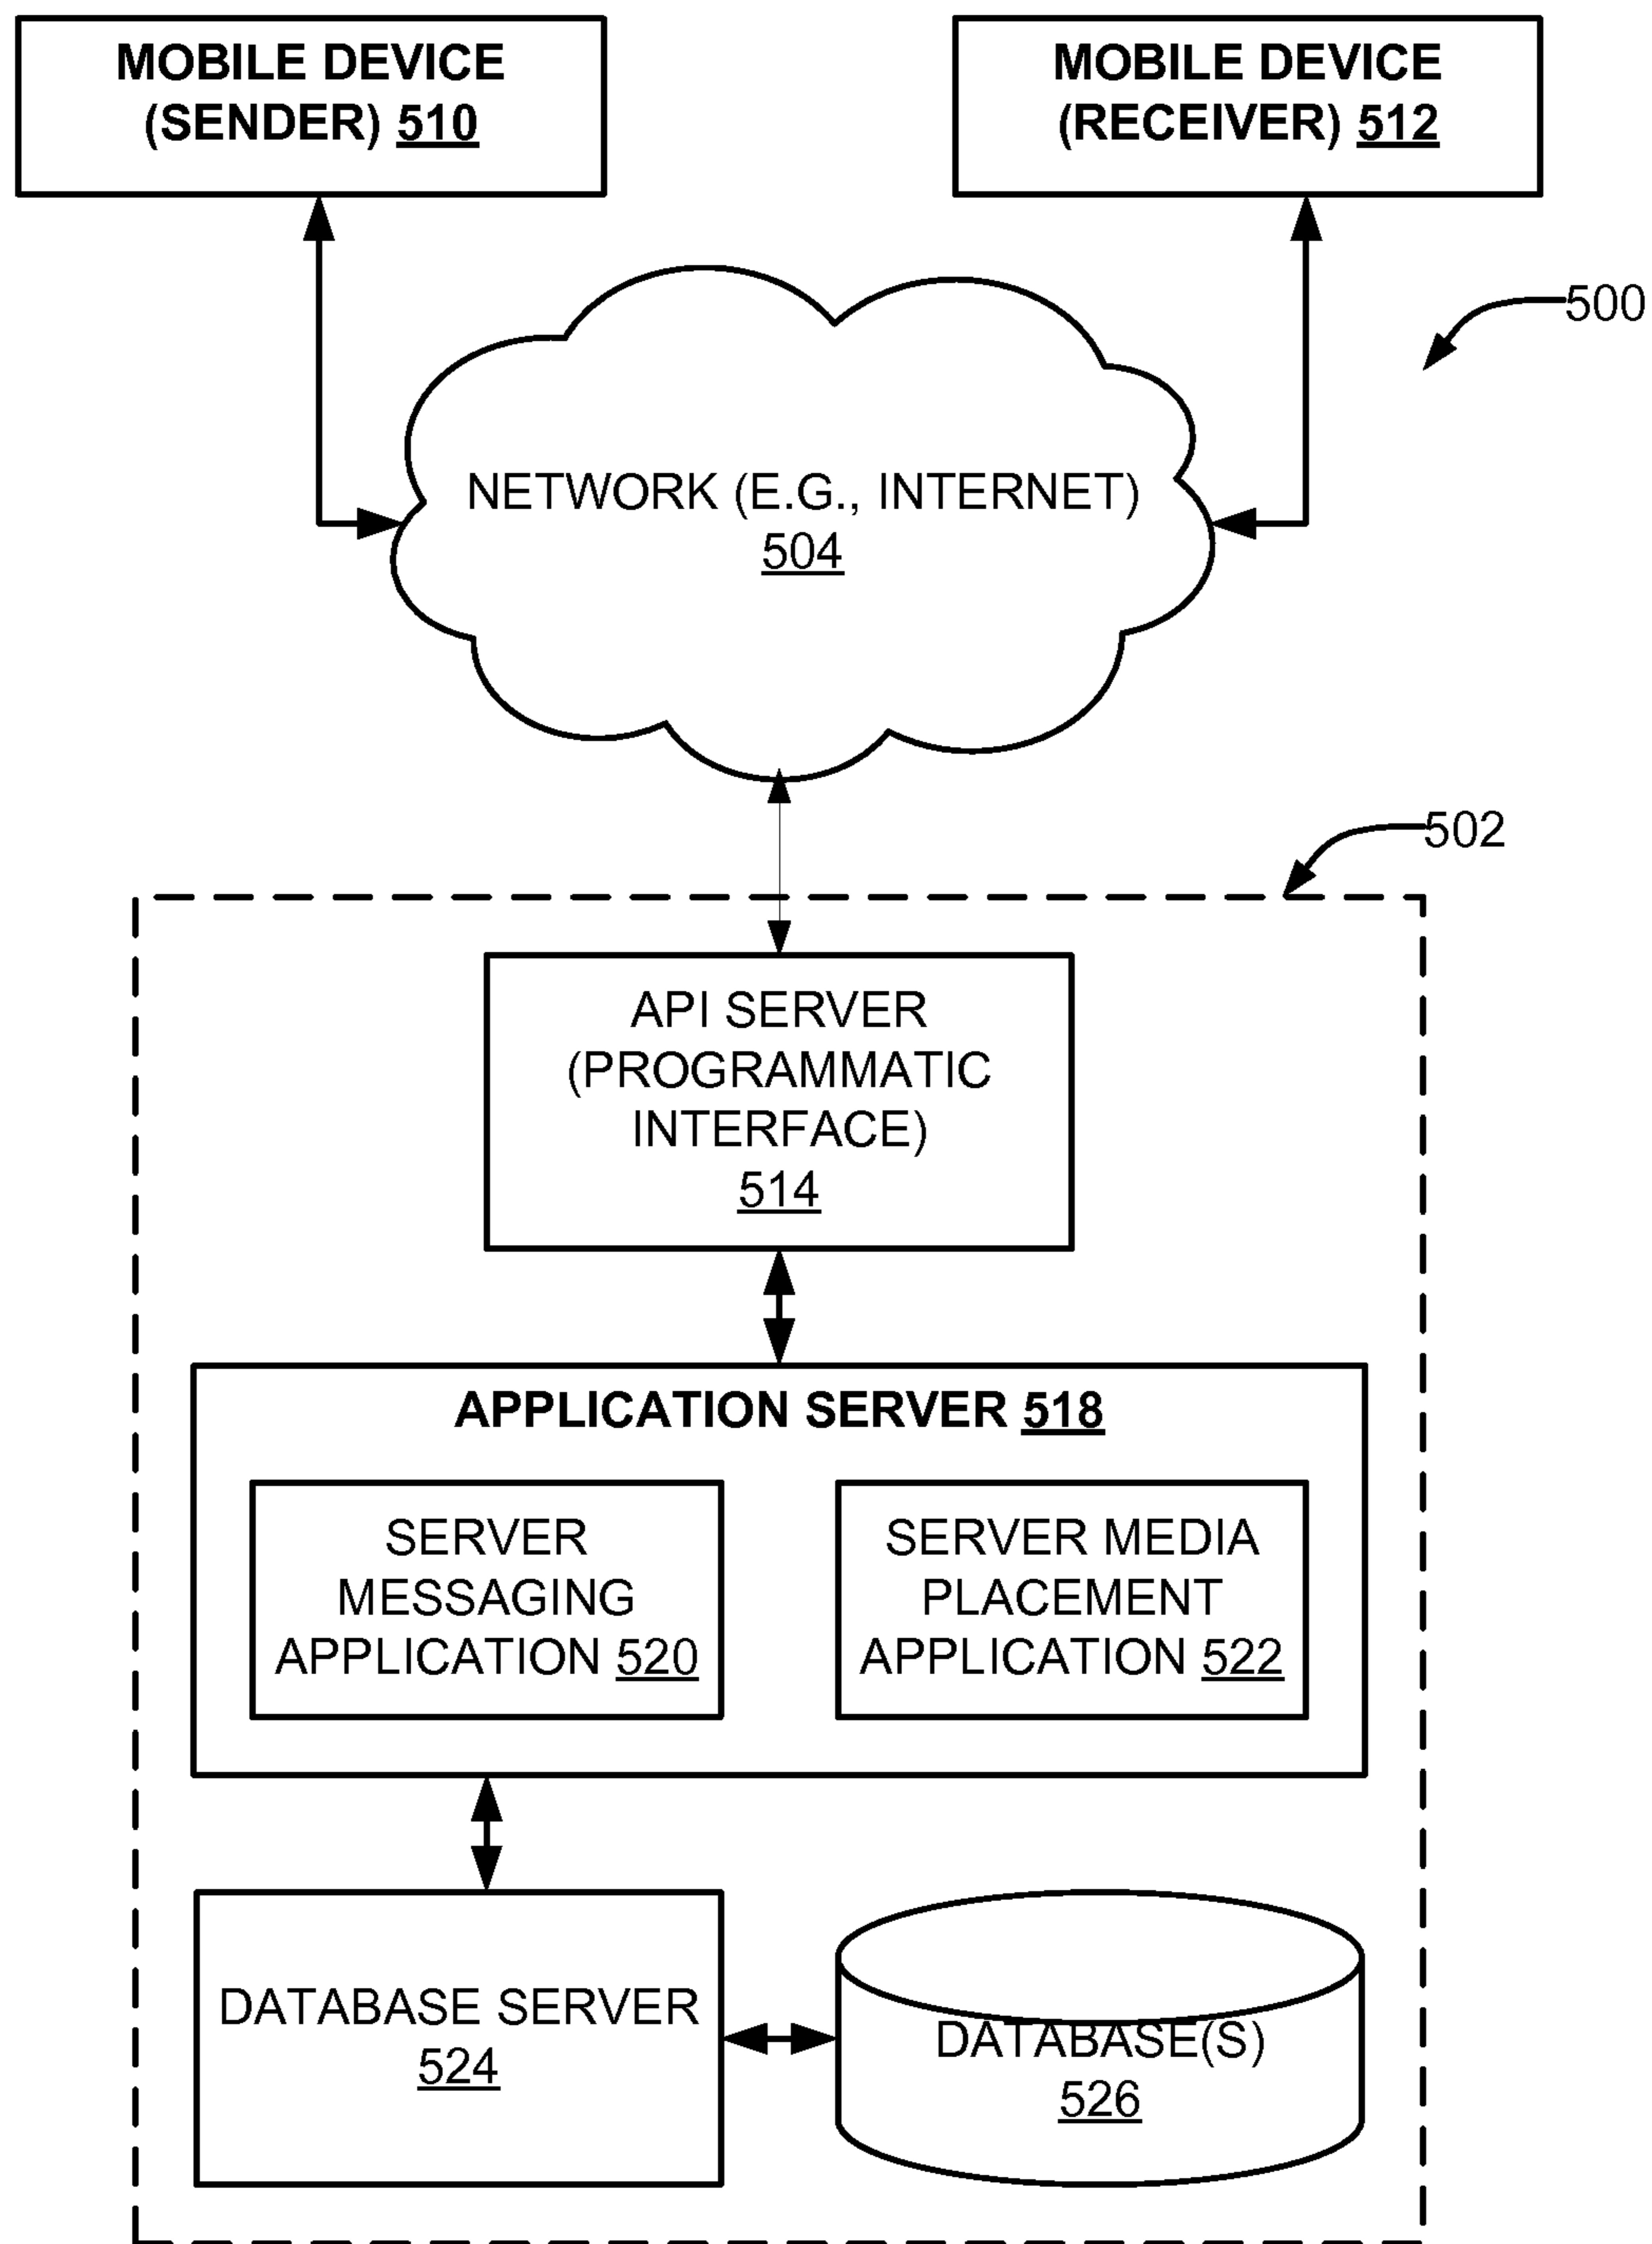 MOBILE DEVICE
(SENDER) 510
MOBILE DEVICE
(RECEIVER) 512
500
NETWORK (E.G., INTERNET)
504
502
API SERVER
(PROGRAMMATIC
INTERFACE)
514
APPLICATION SERVER 518
SERVER
MESSAGING
APPLICATION 520
SERVER MEDIA
PLACEMENT
APPLICATION 522
DATABASE SERVER
524
DATABASE(S)
526